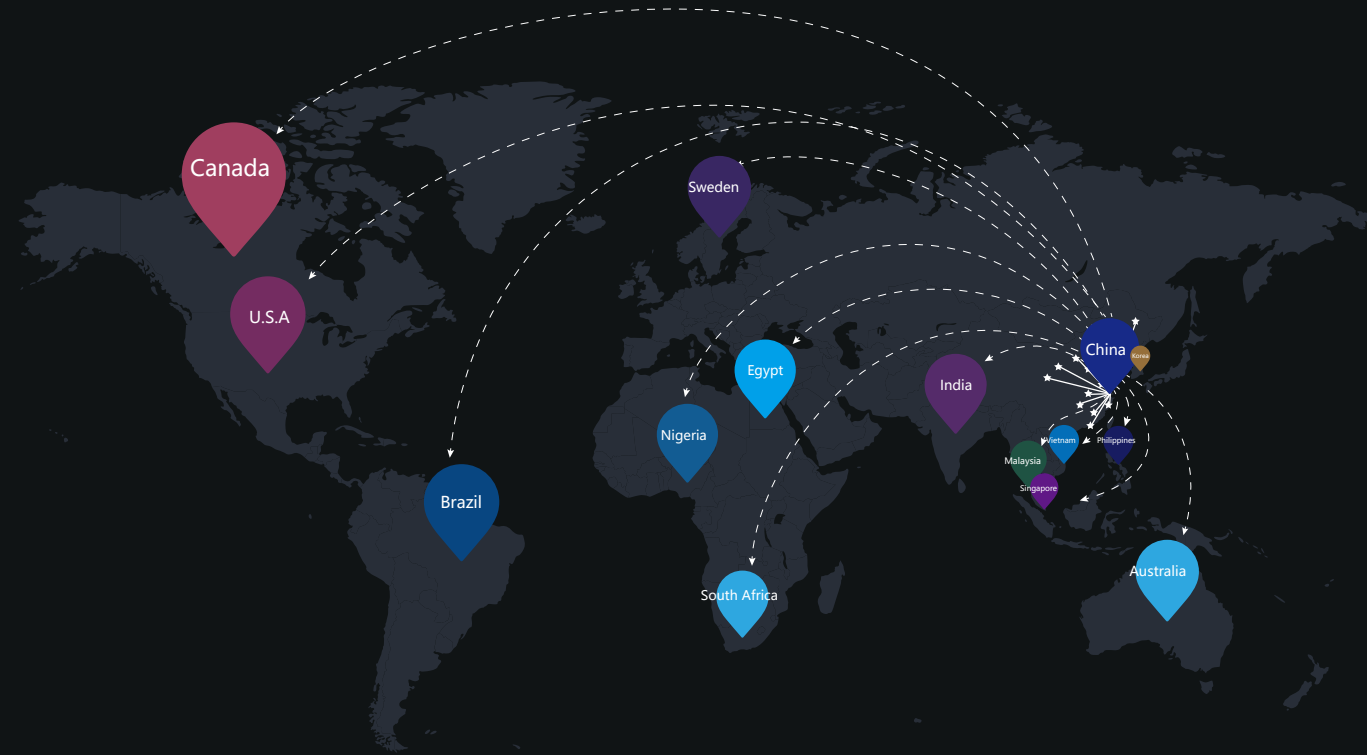 Canada
Sweden
U.S.A
China
Korea
Egypt
India
Nigeria
Vietnam
Philippines
Malaysia
Singapore
Brazil
Australia
South Africa